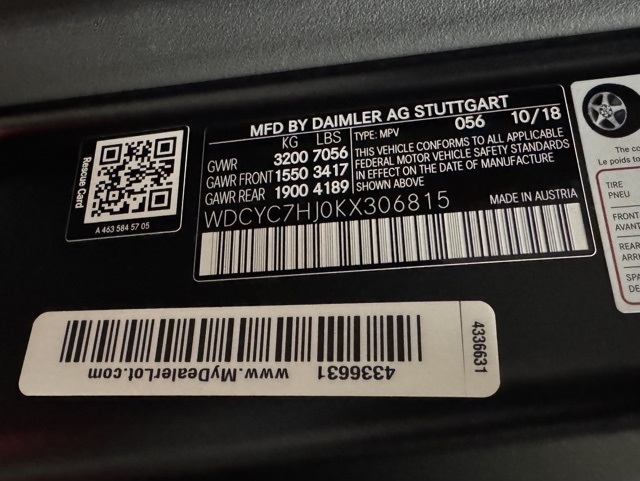 MFD BY DAIMLER AG STUTTGART
KG LBS
GVWR 3200 7056
GAWR FRONT 1550 3417
GAWR REAR 1900 4189
TYPE: MPV 056 10/18
THIS VEHICLE CONFORMS TO ALL APPLICABLE
FEDERAL MOTOR VEHICLE SAFETY STANDARDS
IN EFFECT ON THE DATE OF MANUFACTURE
SHOWN ABOVE
MADE IN AUSTRIA
WDCYC7HJ0KX306815
Rescue Card
A 463 584 57 05
The co
Le poids to
TIRE
PNEU
FRONT
AVANT
REAR
ARRI
SPA
DE
4336631
www.MyDealerLot.com
4336631